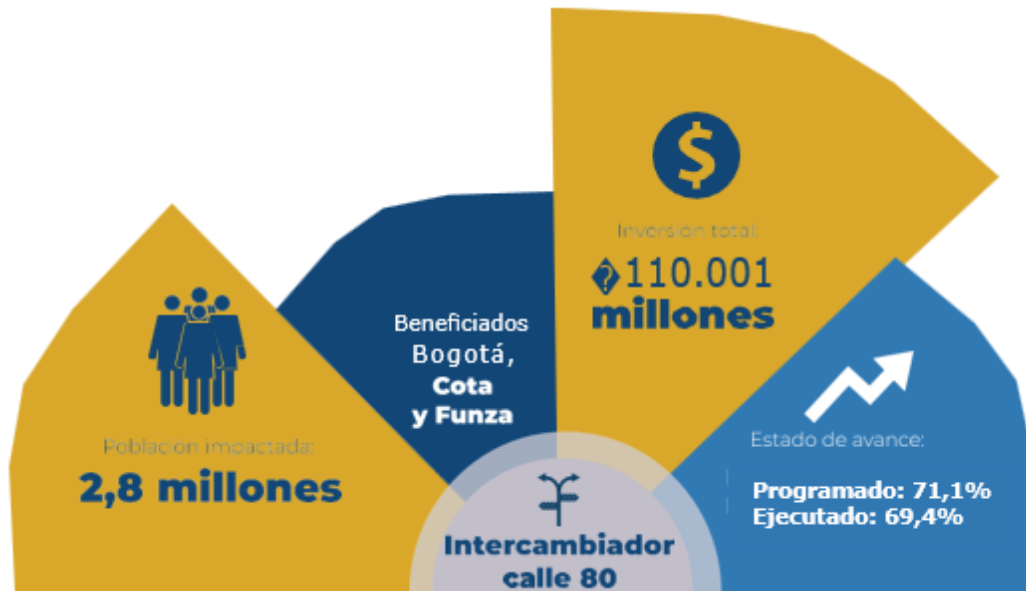 Población impactada:
2,8 millones
Beneficiados
Bogotá,
Cota
y Funza
Inversión total:
�110.001
millones
Estado de avance:
Programado: 71,1%
Ejecutado: 69,4%
Intercambiador
calle 80